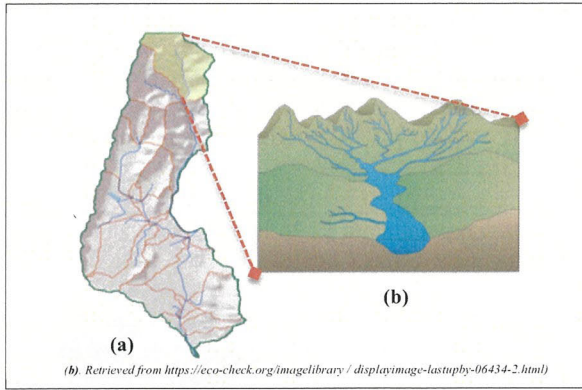 (a)
(b)
(b). Retrieved from https://eco-check.org/imagelibrary / displayimage-lastupby-06434-2.html)